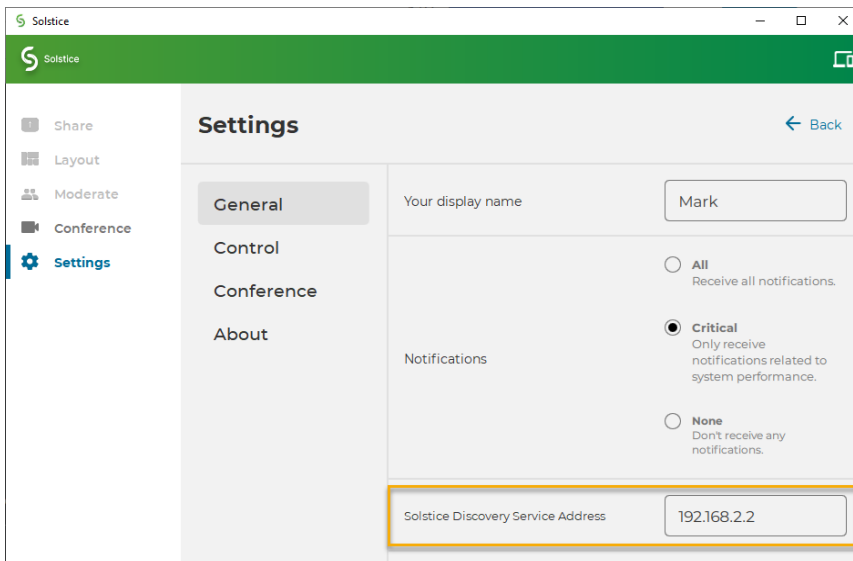 Solstice
Solstice
Share
Layout
Moderate
Conference
Settings
Settings
Back
General
Control
Conference
About
Your display name
Mark
Notifications
All
Receive all notifications.
Critical
Only receive
notifications related to
system performance.
None
Don't receive any
notifications.
Solstice Discovery Service Address
192.168.2.2